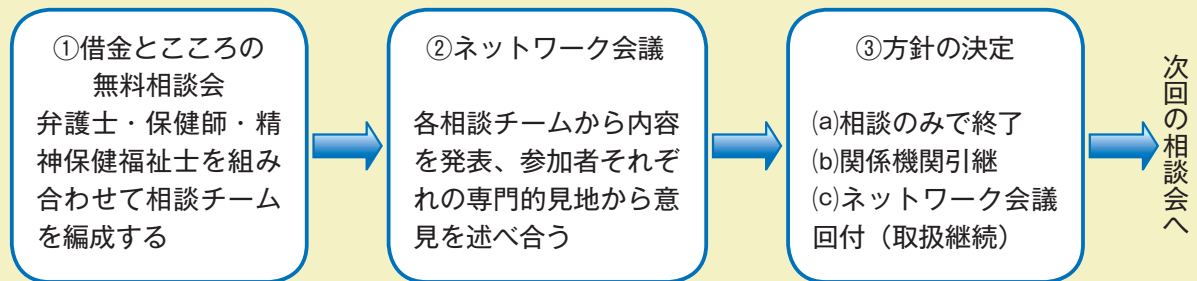 ①借金とこころの
無料相談会
弁護士・保健師・精
神保健福祉士を組み
合わせて相談チーム
を編成する
②ネットワーク会議
各相談チームから内容
を発表、参加者それぞ
れの専門的見地から意
見を述べ合う
③方針の決定
⒜相談のみで終了
⒝関係機関引継
⒞ネットワーク会議
回付（取扱継続）
次回の相談会へ